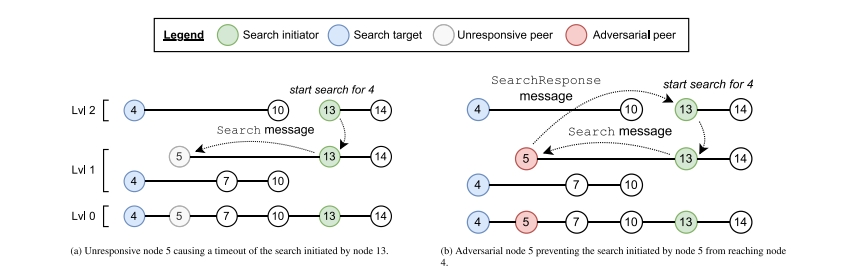 Legend Search initiator Search target Unresponsive peer Adversarial peer
start search for 4
Lvl 2 4 10 13 14
Search message
Lvl 1 5 13 14
4 7 10
Lvl 0 4 5 7 10 13 14
(a) Unresponsive node 5 causing a timeout of the search initiated by node 13.
SearchResponse
message
start search for 4
4 10 13 14
Search message
5 13 14
4 7 10
4 5 7 10 13 14
(b) Adversarial node 5 preventing the search initiated by node 5 from reaching node
4.